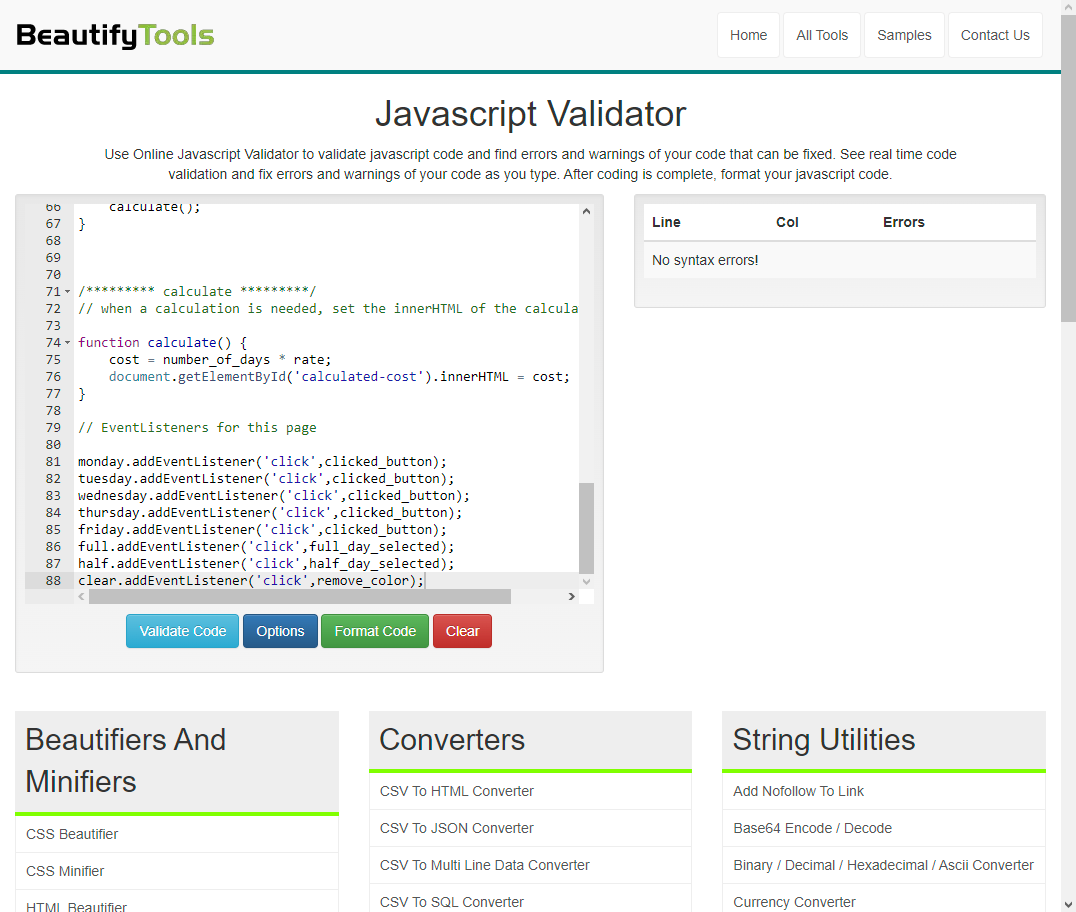 BeautifyTools
Home
All Tools
Samples
Contact Us
Javascript Validator
Use Online Javascript Validator to validate javascript code and find errors and warnings of your code that can be fixed. See real time code
validation and fix errors and warnings of your code as you type. After coding is complete, format your javascript code.
66 calculate();
67 }
68
69
70
71 /********* calculate *********/
72 // when a calculation is needed, set the innerHTML of the calcula
73
74 function calculate() {
75 cost = number_of_days * rate;
76 document.getElementById('calculated-cost').innerHTML = cost;
77 }
78
79 // EventListeners for this page
80
81 monday.addEventListener('click',clicked_button);
82 tuesday.addEventListener('click',clicked_button);
83 wednesday.addEventListener('click',clicked_button);
84 thursday.addEventListener('click',clicked_button);
85 friday.addEventListener('click',clicked_button);
86 full.addEventListener('click',full_day_selected);
87 half.addEventListener('click',half_day_selected);
88 clear.addEventListener('click',remove_color);
Validate Code
Options
Format Code
Clear
Line Col Errors
No syntax errors!
Beautifiers And
Minifiers
CSS Beautifier
CSS Minifier
HTML Beautifier
Converters
CSV To HTML Converter
CSV To JSON Converter
CSV To Multi Line Data Converter
CSV To SQL Converter
String Utilities
Add Nofollow To Link
Base64 Encode / Decode
Binary / Decimal / Hexadecimal / Ascii Converter
Currency Converter